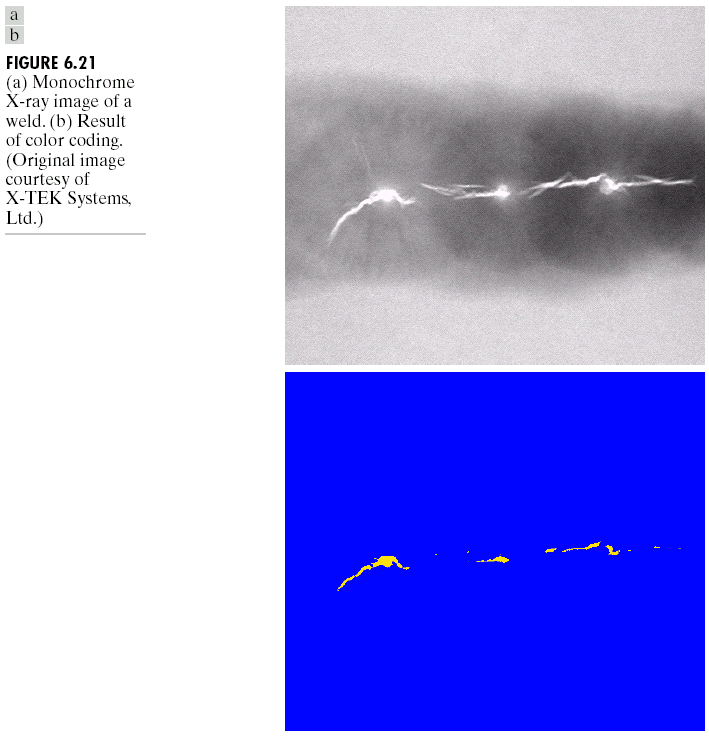 a
b
FIGURE 6.21
(a) Monochrome
X-ray image of a
weld. (b) Result
of color coding.
(Original image
courtesy of
X-TEK Systems,
Ltd.)